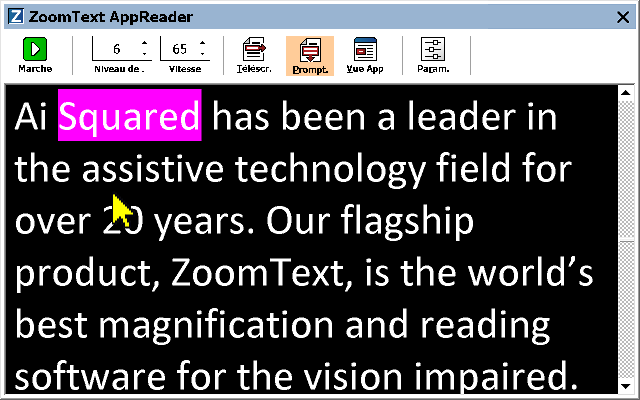 ZoomText AppReader
6 65
Marche Niveau de . Vitesse Téléscr. Prompt. Vue App Param.
Ai Squared has been a leader in
the assistive technology field for
over 20 years. Our flagship
product, ZoomText, is the world’s
best magnification and reading
software for the vision impaired.